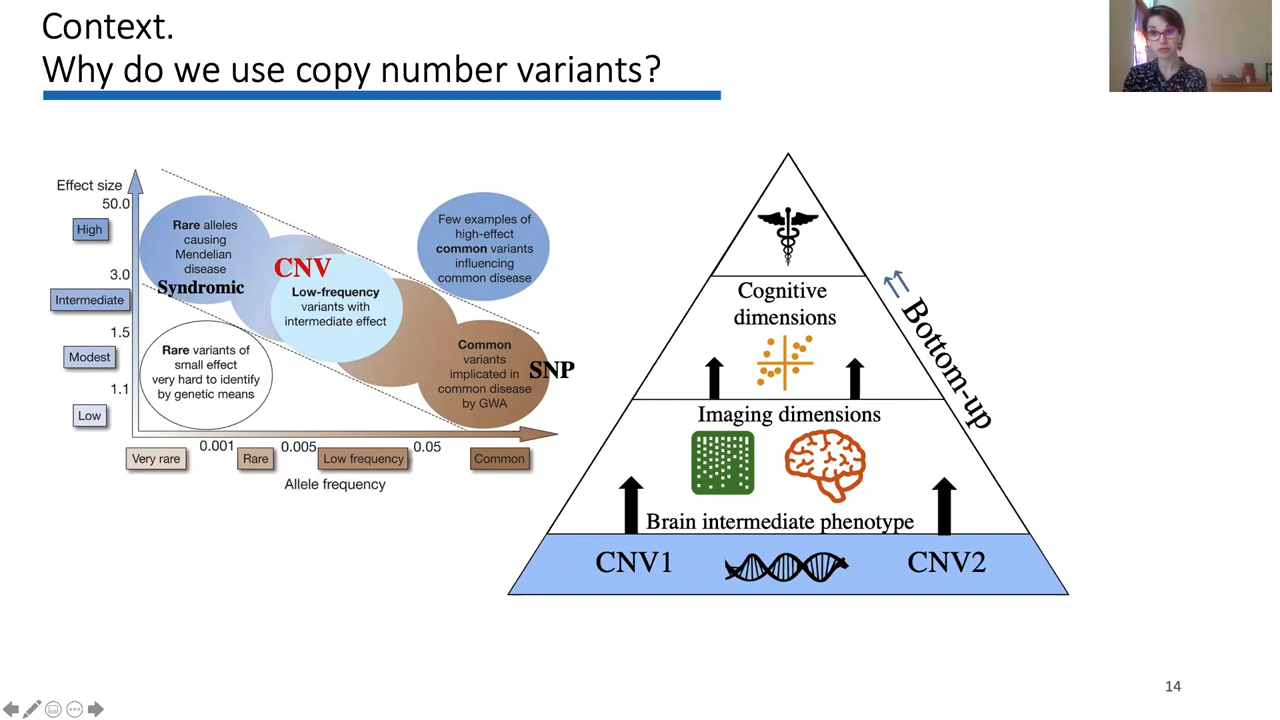 Context.
Why do we use copy number variants?
Effect size
50.0
High
3.0
Intermediate
1.5
Modest
1.1
Low
Rare alleles
causing
Mendelian
disease
Syndromic
CNV
Low-frequency
variants with
intermediate effect
Few examples of
high-effect
common variants
influencing
common disease
Rare variants of
small effect
very hard to identify
by genetic means
Common
variants
implicated in
common disease
by GWA
SNP
0.001
0.005
0.05
Very rare
Rare
Low frequency
Common
Allele frequency
Cognitive
dimensions
Bottom-up
Imaging dimensions
Brain intermediate phenotype
CNV1
CNV2
14